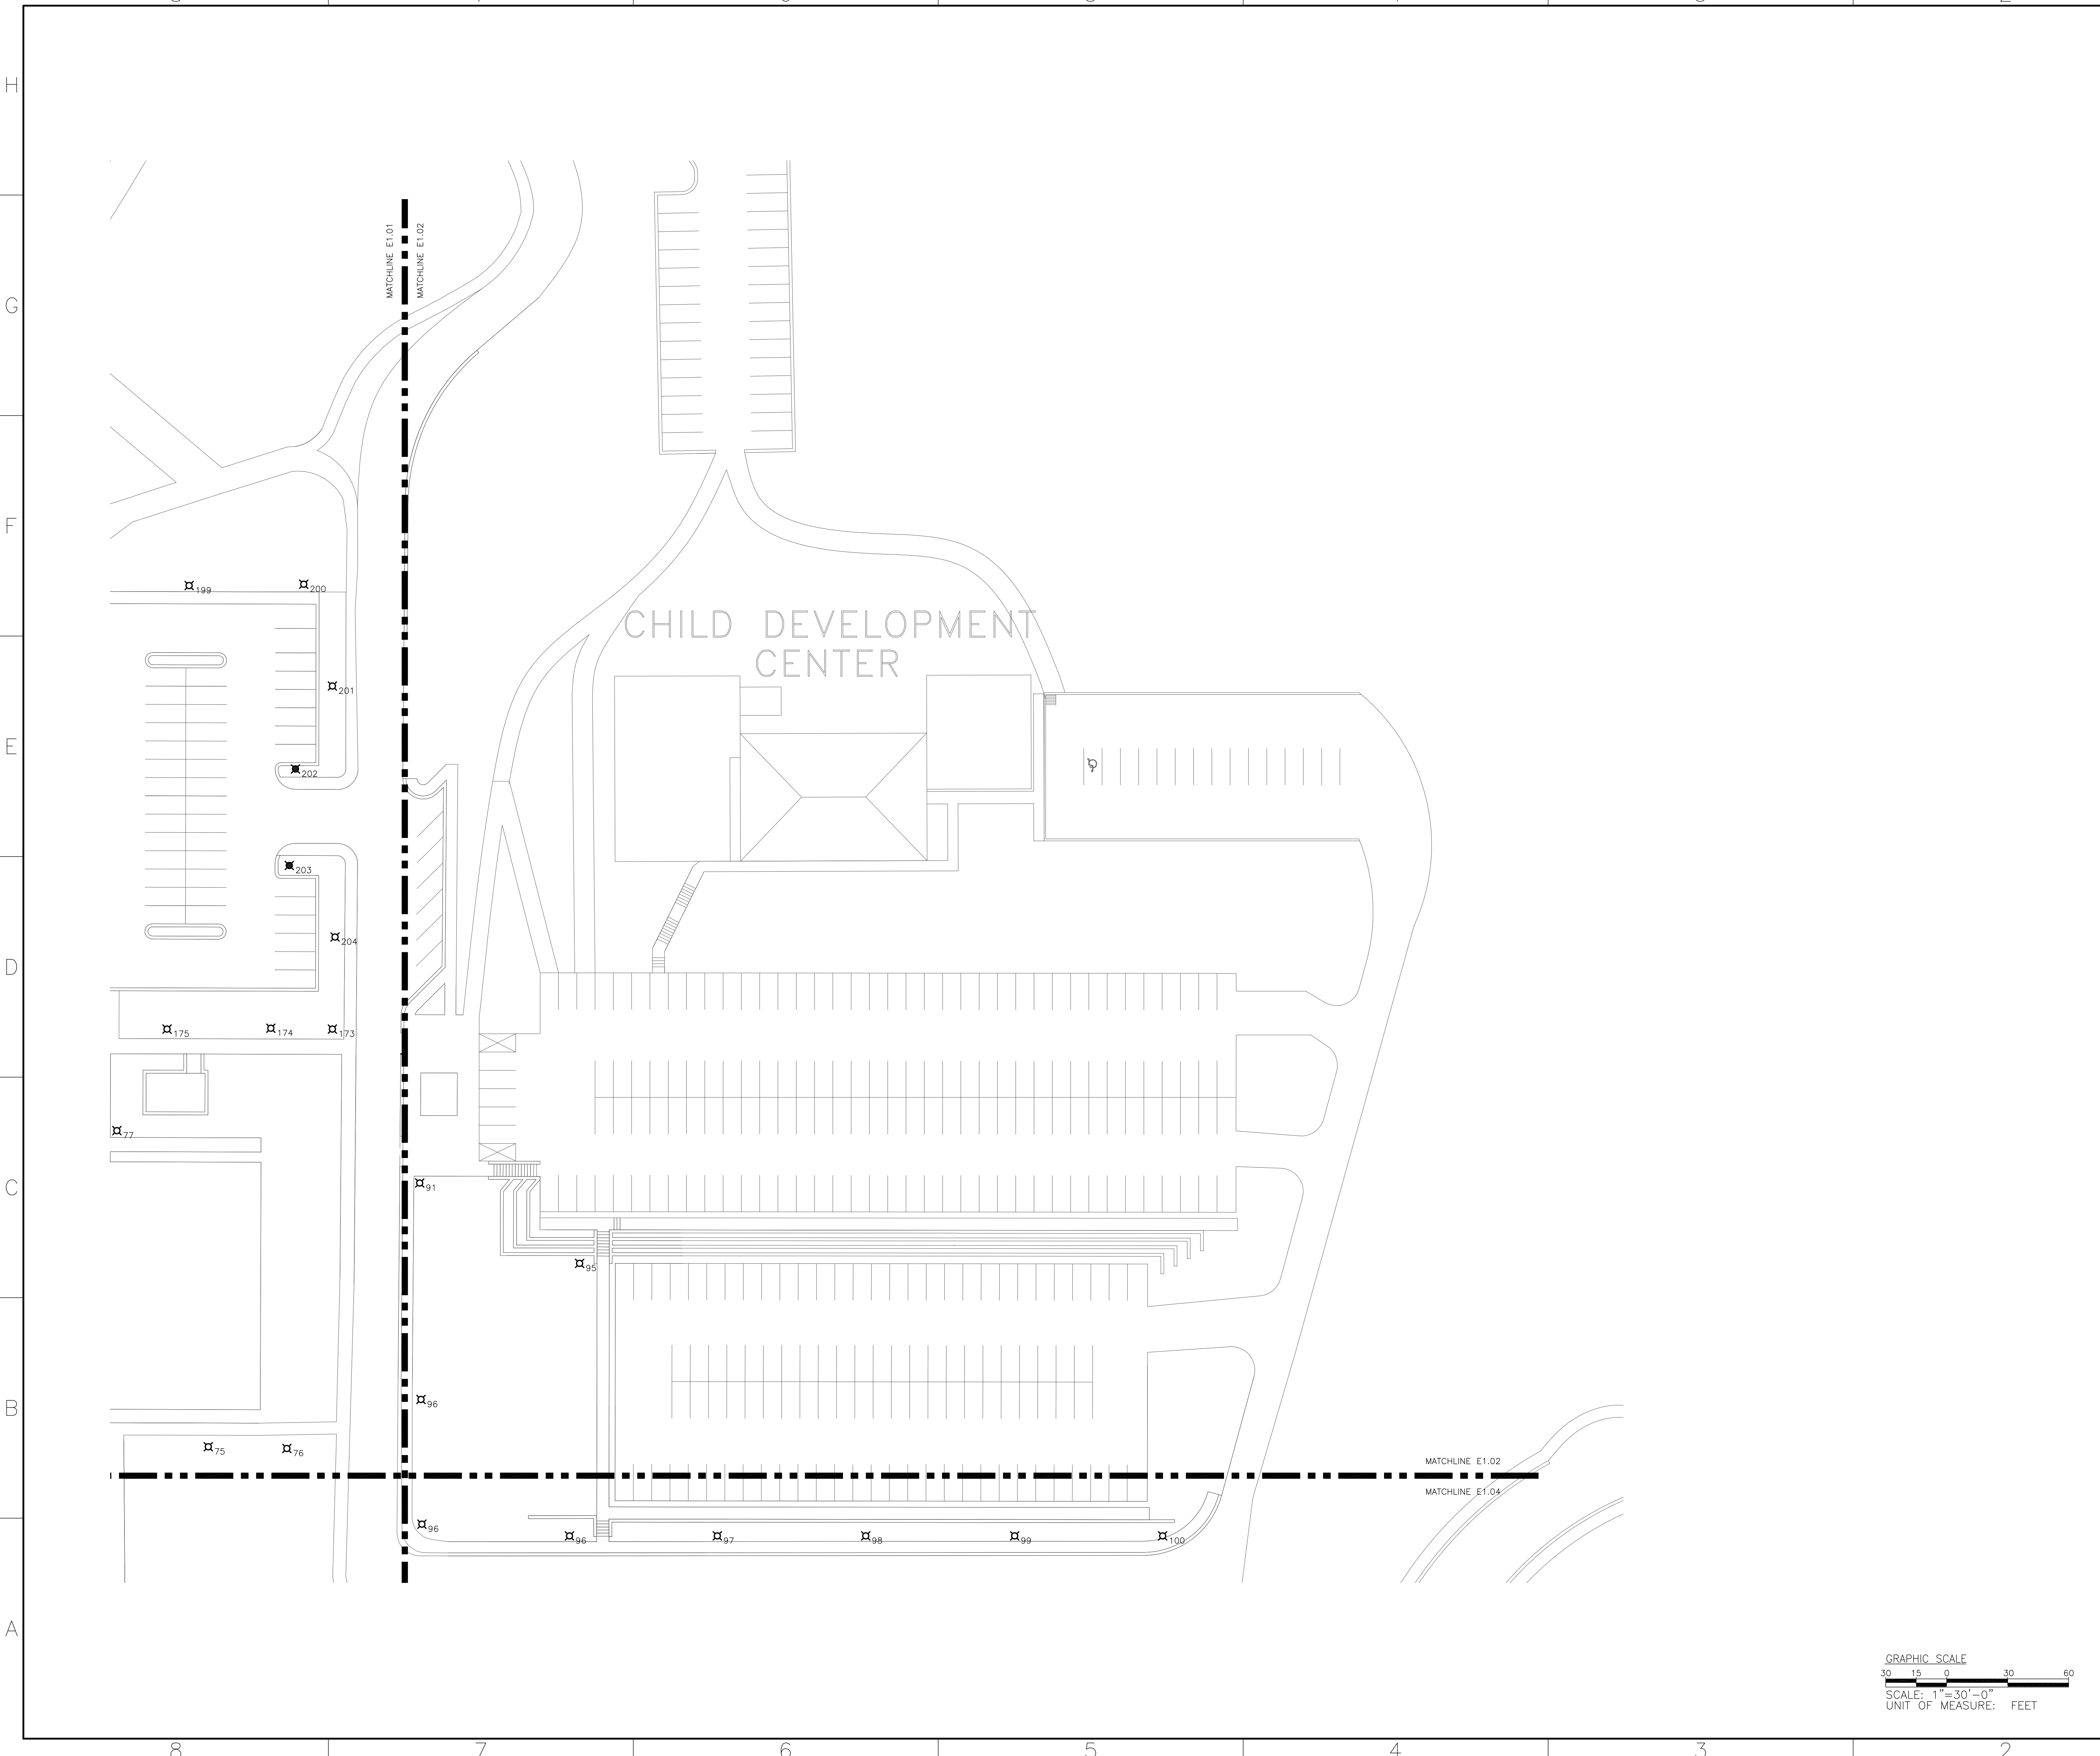 H
G
F
E
D
C
B
A
MATCHLINE E1.01
MATCHLINE E1.02
199
200
CHILD DEVELOPMENT
CENTER
201
202
203
204
175
174
173
77
91
95
96
75
76
MATCHLINE E1.02
MATCHLINE E1.04
96
96
97
98
99
100
GRAPHIC SCALE
30 15 0 30 60
SCALE: 1"=30'-0"
UNIT OF MEASURE: FEET
8 7 6 5 4 3 2